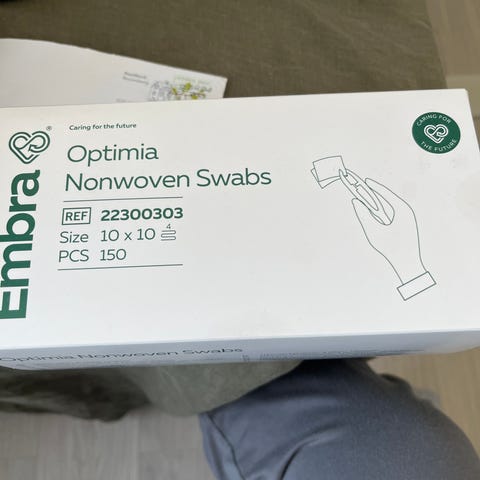 Embra®
Caring for the future
Optimia
Nonwoven Swabs
REF 22300303
Size 10 x 10 4
PCS 150
CARING FOR
THE FUTURE
Optimia Nonwoven Swabs